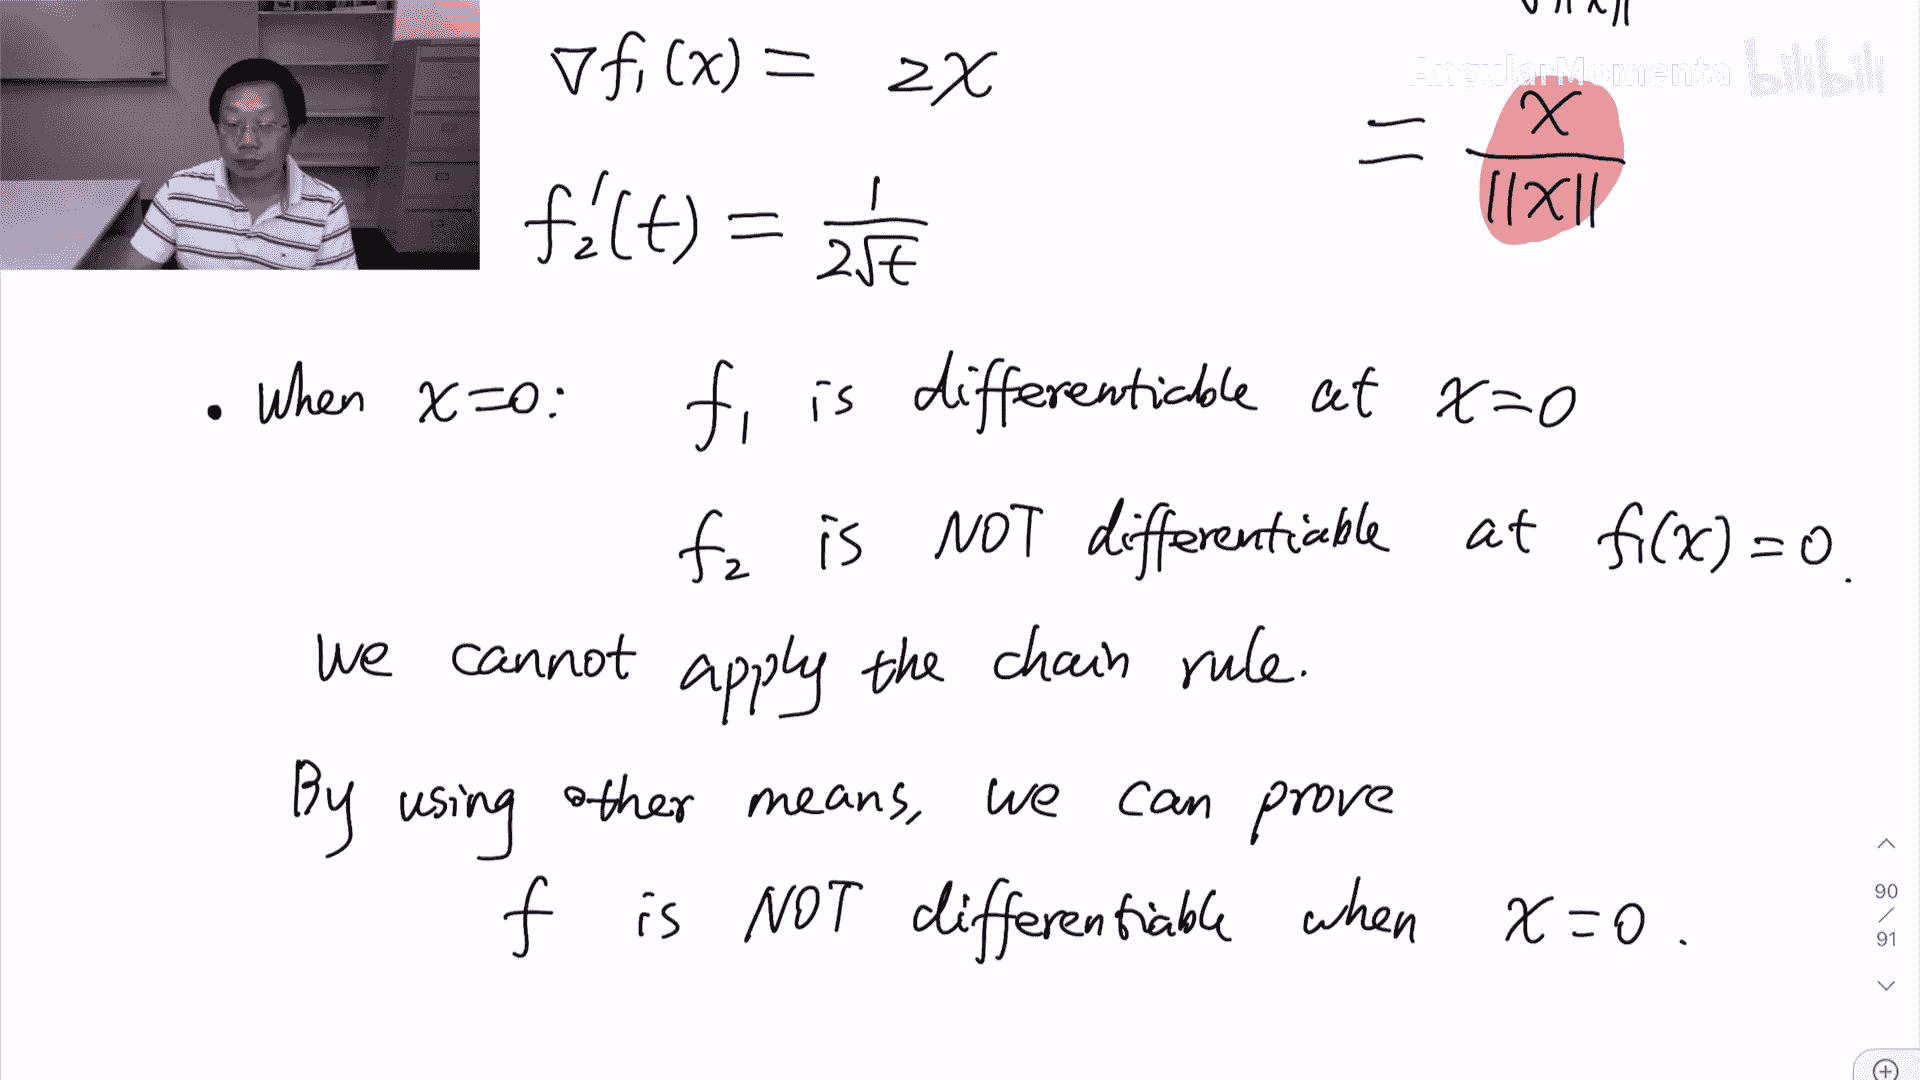 ∇f₁(x) = 2x
AngularMomenta bilibili
= x / ||x||
f₂'(t) = 1 / 2√t
• When x=0: f₁ is differentiable at x=0
f₂ is NOT differentiable at f₁(x) = 0.
We cannot apply the chain rule.
By using other means, we can prove
f is NOT differentiable when x=0.
90
/
91